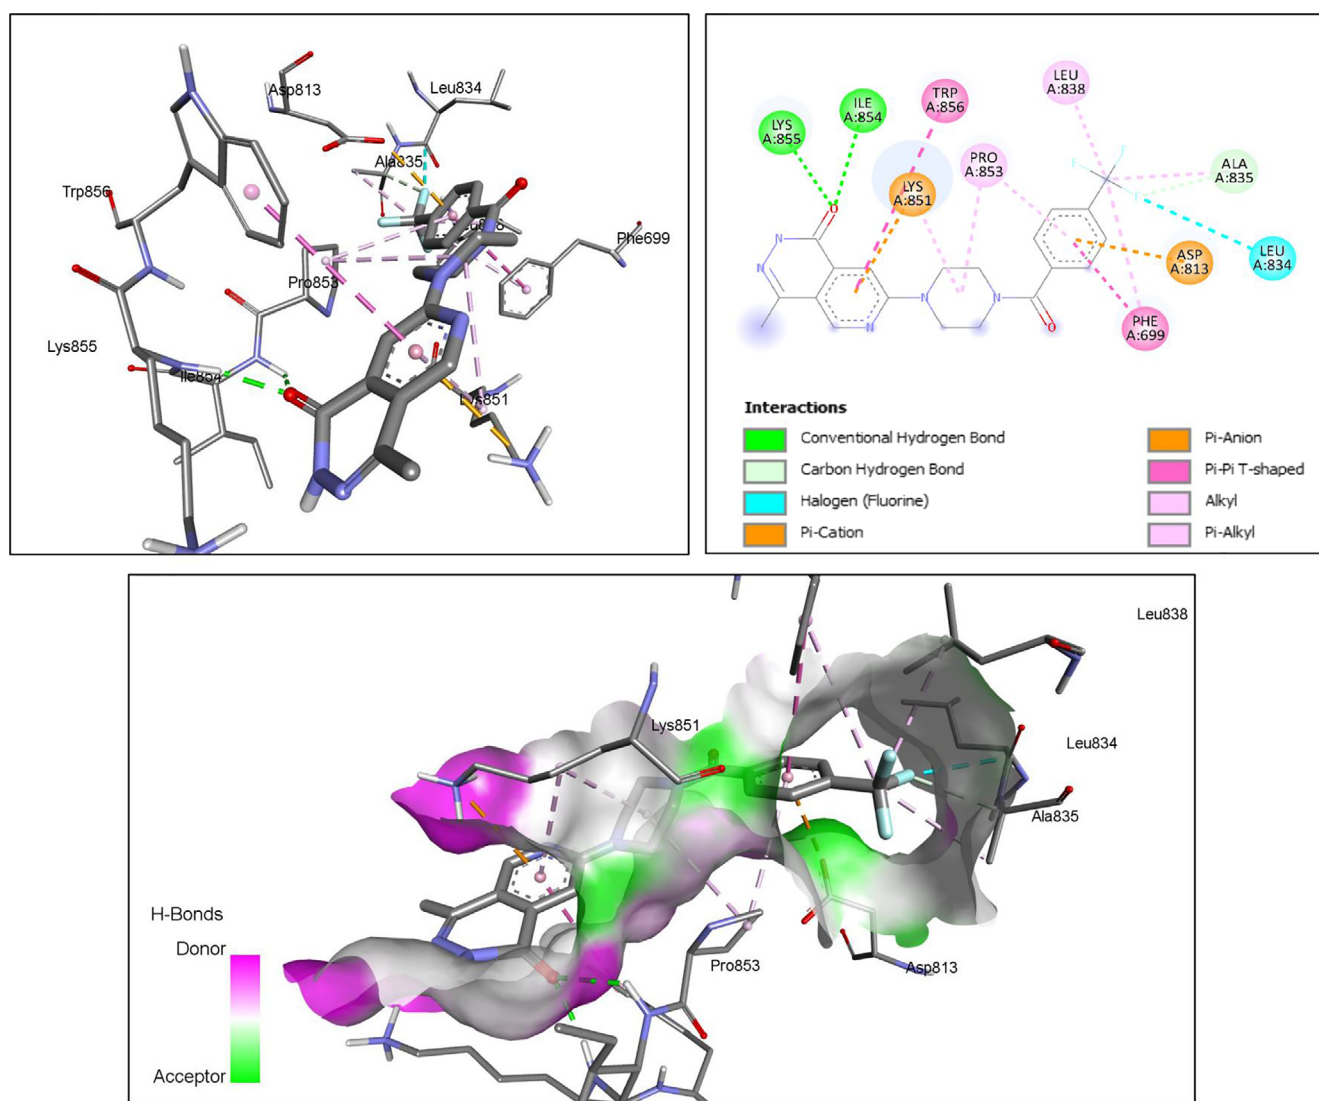 Asp813
Leu834
Ala835
Trp856
Phe699
Pro853
Lys855
Ile854
Lys851
LEU
A:838
TRP
A:856
ILE
A:854
LYS
A:855
PRO
A:853
ALA
A:835
LYS
A:851
F
F
F
O
NH
N
N
N
N
O
ASP
A:813
LEU
A:834
PHE
A:699
Interactions
Conventional Hydrogen Bond
Carbon Hydrogen Bond
Halogen (Fluorine)
Pi-Cation
Pi-Anion
Pi-Pi T-shaped
Alkyl
Pi-Alkyl
Leu838
Lys851
Leu834
Ala835
H-Bonds
Donor
Pro853
Asp813
Acceptor